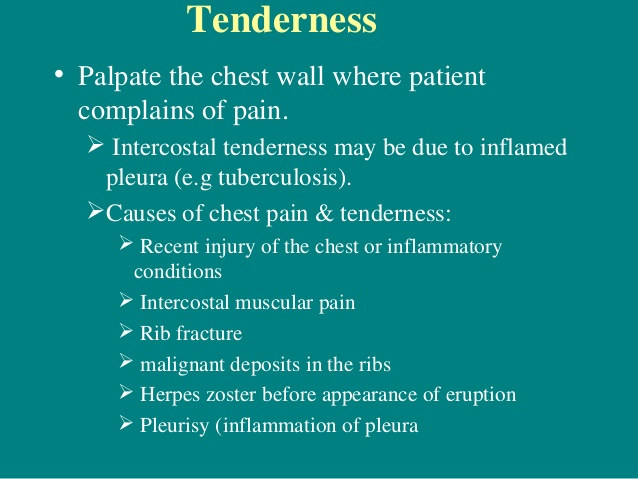 Tenderness
• Palpate the chest wall where patient
complains of pain.
➢ Intercostal tenderness may be due to inflamed
pleura (e.g tuberculosis).
➢Causes of chest pain & tenderness:
➢ Recent injury of the chest or inflammatory
conditions
➢ Intercostal muscular pain
➢ Rib fracture
➢ malignant deposits in the ribs
➢ Herpes zoster before appearance of eruption
➢ Pleurisy (inflammation of pleura